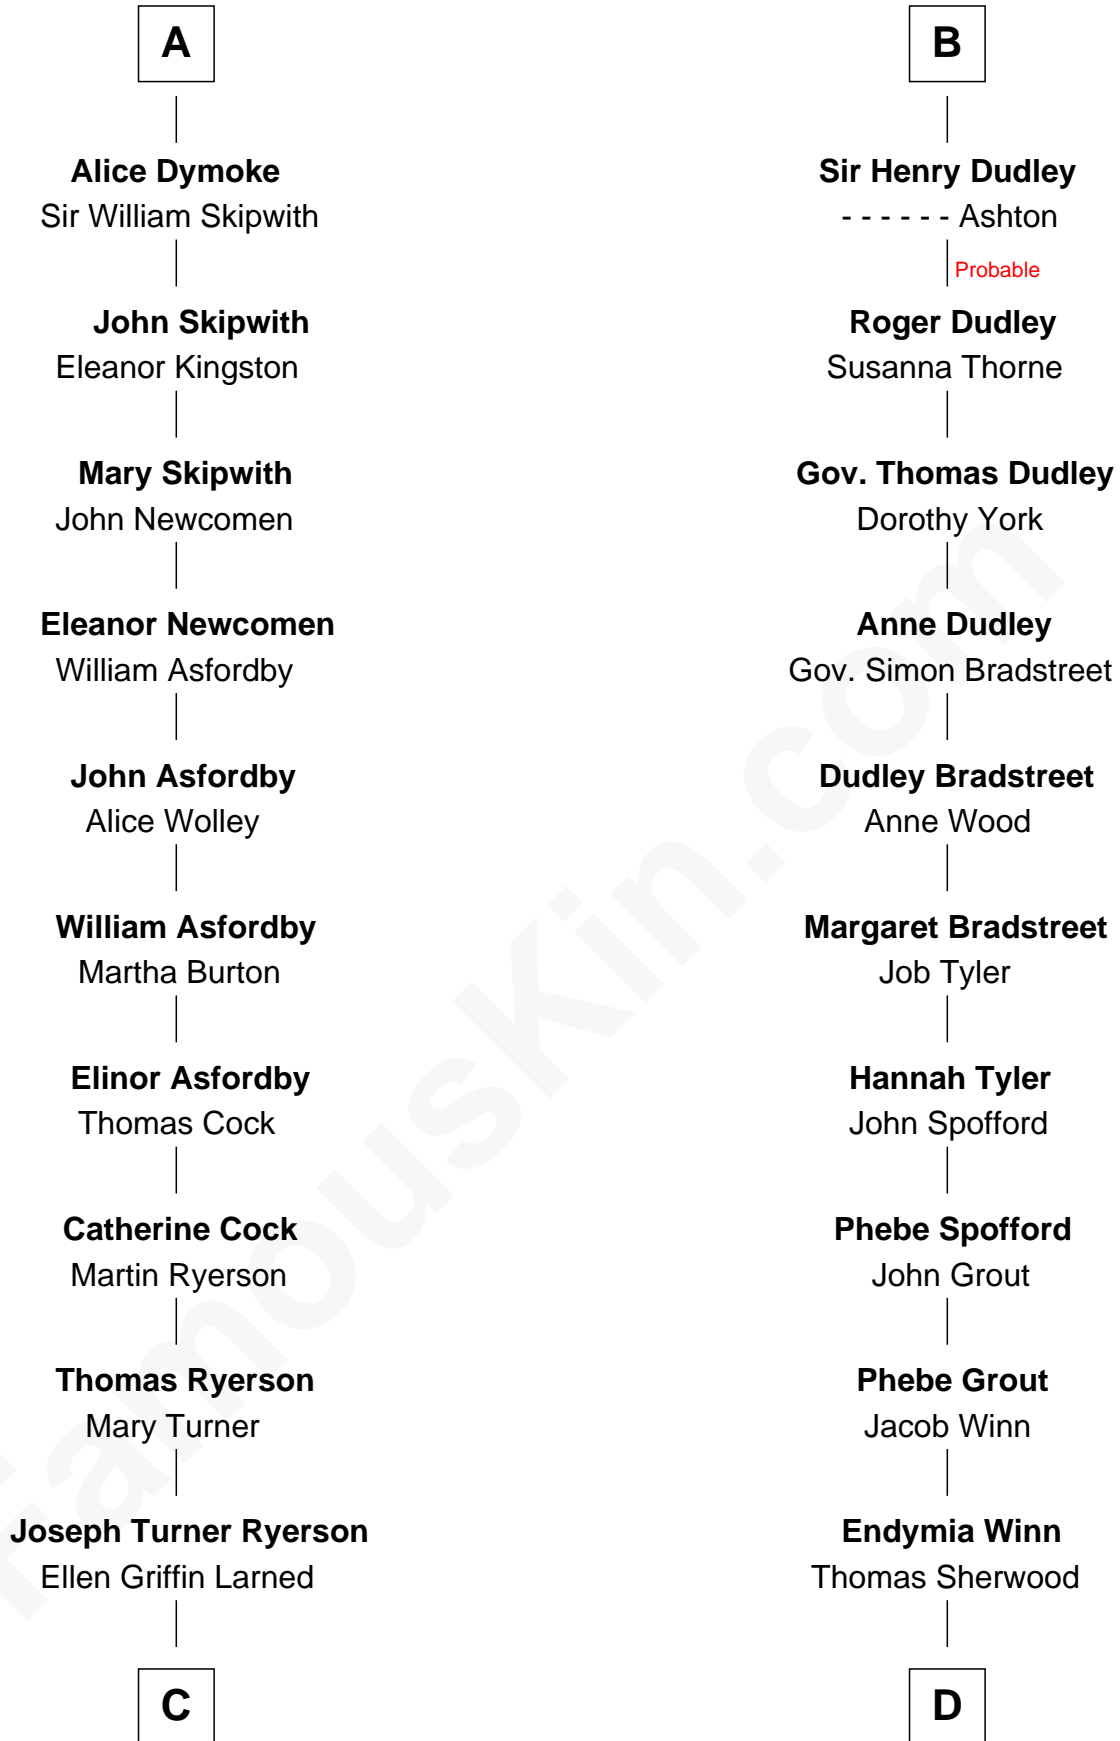 A
Alice Dymoke
Sir William Skipwith
John Skipwith
Eleanor Kingston
Mary Skipwith
John Newcomen
Eleanor Newcomen
William Asfordby
John Asfordby
Alice Wolley
William Asfordby
Martha Burton
Elinor Asfordby
Thomas Cock
Catherine Cock
Martin Ryerson
Thomas Ryerson
Mary Turner
Joseph Turner Ryerson
Ellen Griffin Larned
C
B
Sir Henry Dudley
- - - - - - Ashton
Probable
Roger Dudley
Susanna Thorne
Gov. Thomas Dudley
Dorothy York
Anne Dudley
Gov. Simon Bradstreet
Dudley Bradstreet
Anne Wood
Margaret Bradstreet
Job Tyler
Hannah Tyler
John Spofford
Phebe Spofford
John Grout
Phebe Grout
Jacob Winn
Endymia Winn
Thomas Sherwood
D
FamousKin.com